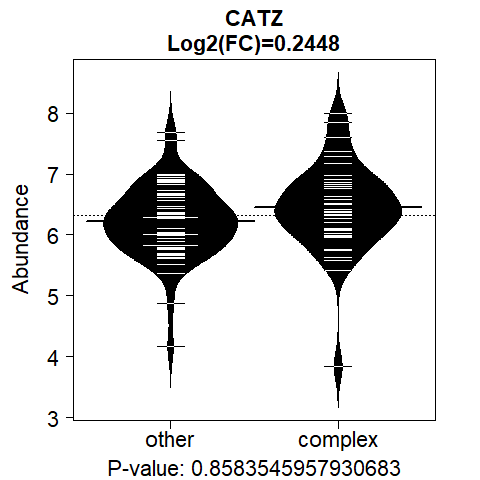 CATZ
Log2(FC)=0.2448
Abundance
8
7
6
5
4
3
other complex
P-value: 0.8583545957930683